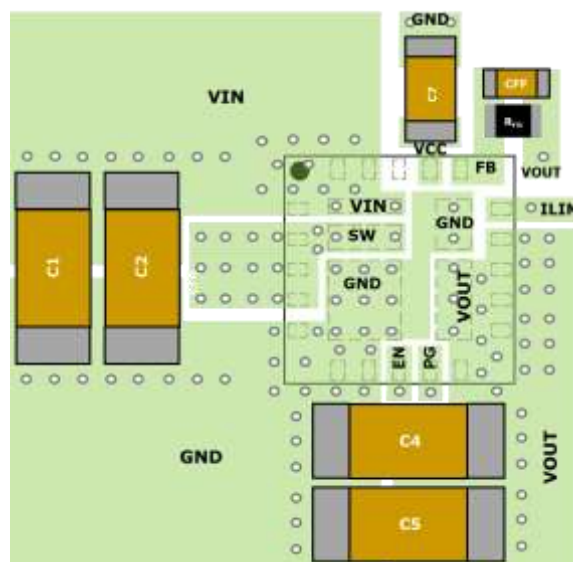 GND
VIN
CFF
VCC
FB
VOUT
VIN
GND
ILIM
SW
C1
C2
GND
VOUT
EN
PG
GND
C4
VOUT
C5